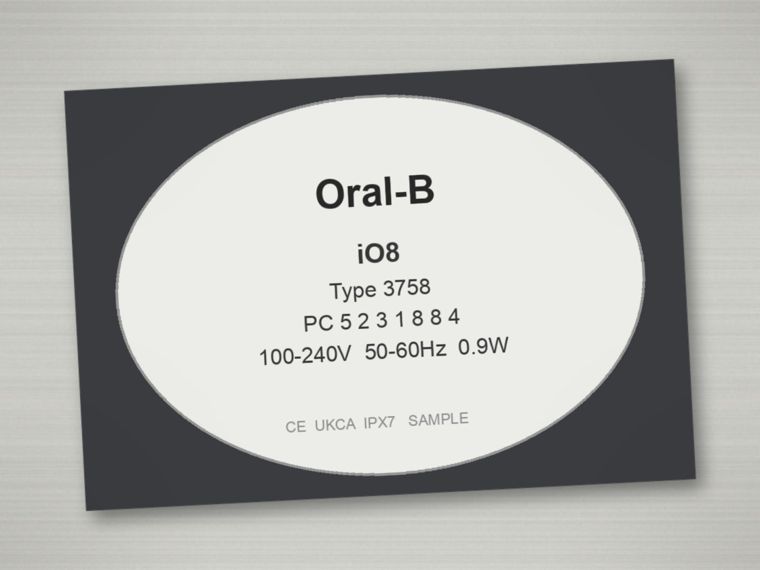 Oral-B
iO8
Type 3758
PC 5 2 3 1 8 8 4
100-240V 50-60Hz 0.9W
CE UKCA IPX7 SAMPLE